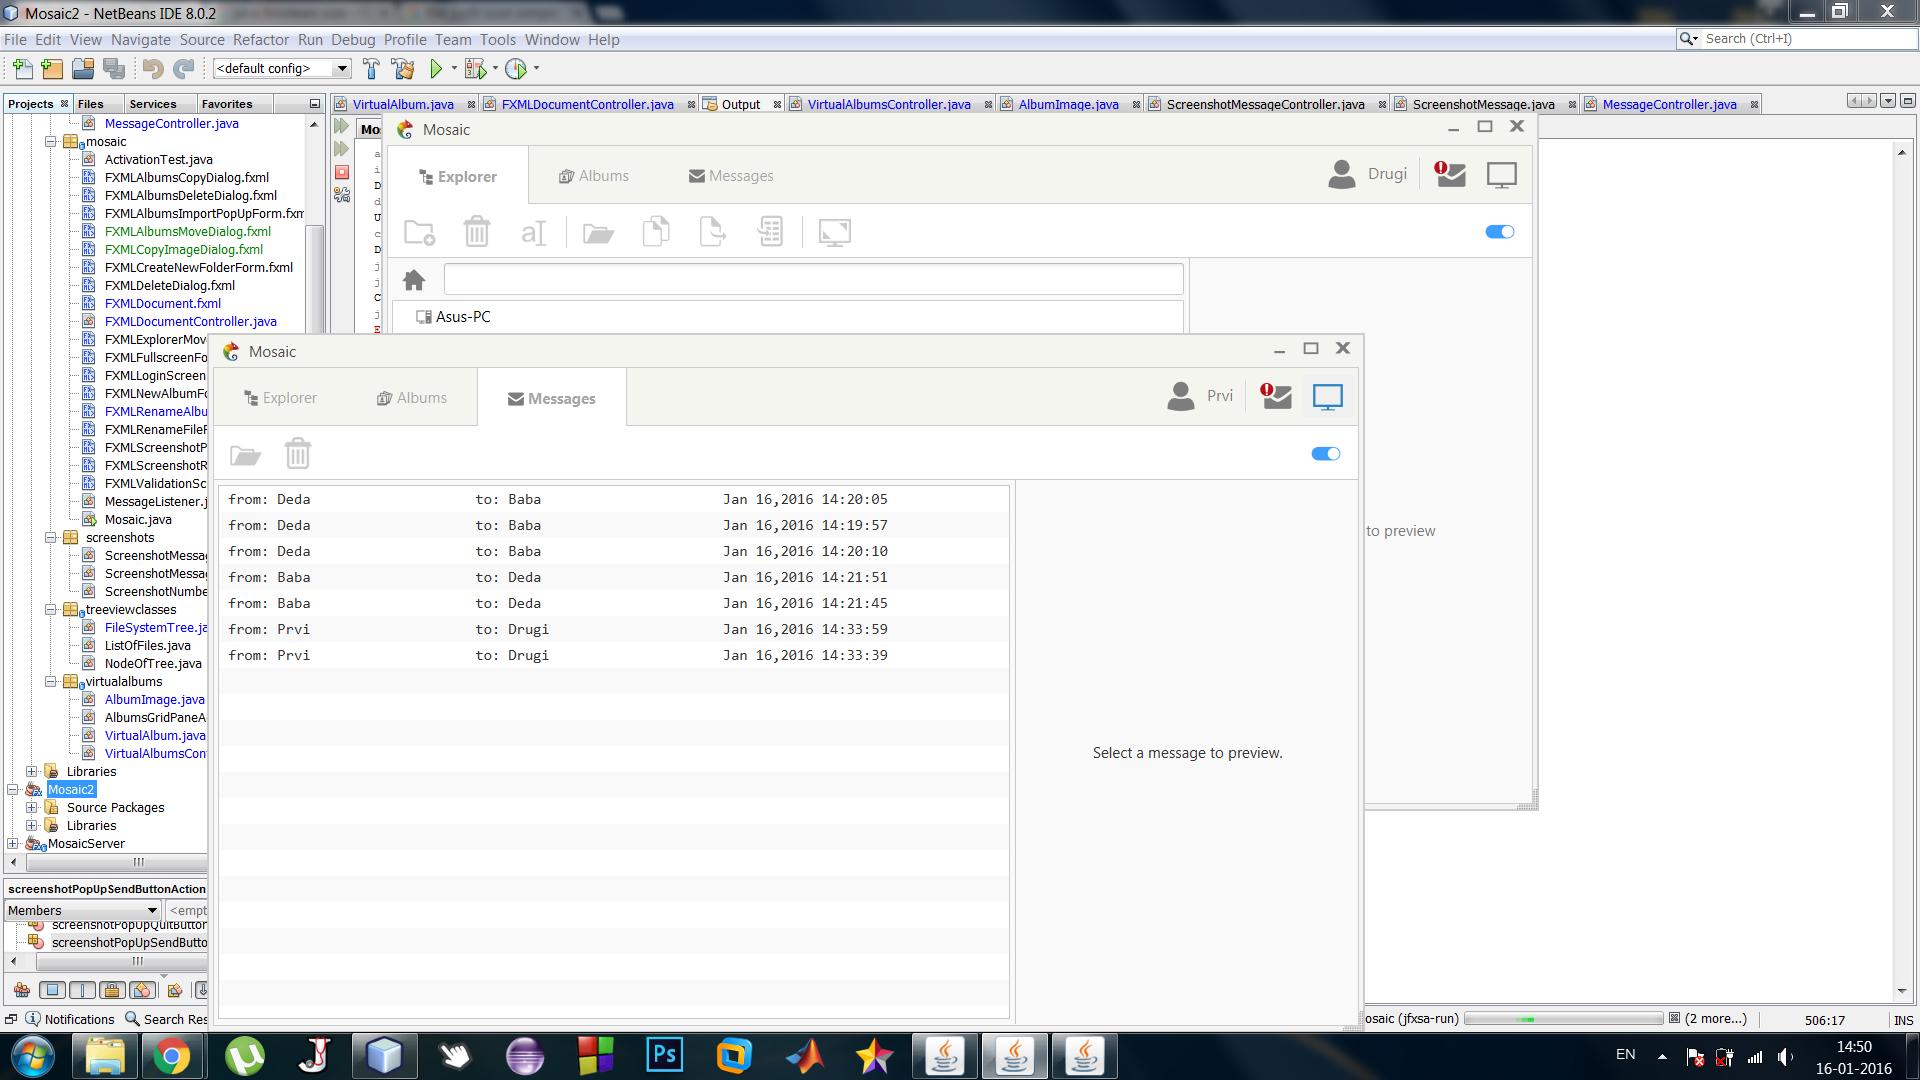 Mosaic2 - NetBeans IDE 8.0.2
File Edit View Navigate Source Refactor Run Debug Profile Team Tools Window Help
Search (Ctrl+I)
<default config>
Projects Files Services Favorites
VirtualAlbum.java FXMLDocumentController.java Output VirtualAlbumsController.java AlbumImage.java ScreenshotMessageController.java ScreenshotMessage.java MessageController.java
MessageController.java
mosaic
ActivationTest.java
FXMLAlbumsCopyDialog.fxml
FXMLAlbumsDeleteDialog.fxml
FXMLAlbumsImportPopUpForm.fxm
FXMLAlbumsMoveDialog.fxml
FXMLCopyImageDialog.fxml
FXMLCreateNewFolderForm.fxml
FXMLDeleteDialog.fxml
FXMLDocument.fxml
FXMLDocumentController.java
FXMLExplorerMov
FXMLFullscreenFo
FXMLLoginScreen
FXMLNewAlbumFo
FXMLRenameAlbu
FXMLRenameFileF
FXMLScreenshotP
FXMLScreenshotR
FXMLValidationSc
MessageListener.j
Mosaic.java
screenshots
ScreenshotMessag
ScreenshotMessag
ScreenshotNumbe
treeviewclasses
FileSystemTree.ja
ListOfFiles.java
NodeOfTree.java
virtualalbums
AlbumImage.java
AlbumsGridPaneA
VirtualAlbum.java
VirtualAlbumsCon
Libraries
Mosaic2
Source Packages
Libraries
MosaicServer
screenshotPopUpSendButtonAction
Members <empt
screenshotPopUpQuitButton
screenshotPopUpSendButto
Notifications Search Res
Mo
Mosaic
Explorer Albums Messages
Drugi
Asus-PC
to preview
Mosaic
Explorer Albums Messages
Prvi
from: Deda to: Baba Jan 16,2016 14:20:05
from: Deda to: Baba Jan 16,2016 14:19:57
from: Deda to: Baba Jan 16,2016 14:20:10
from: Baba to: Deda Jan 16,2016 14:21:51
from: Baba to: Deda Jan 16,2016 14:21:45
from: Prvi to: Drugi Jan 16,2016 14:33:59
from: Prvi to: Drugi Jan 16,2016 14:33:39
Select a message to preview.
osaic (jfxsa-run) (2 more...) 506:17 INS
Ps
EN
14:50
16-01-2016